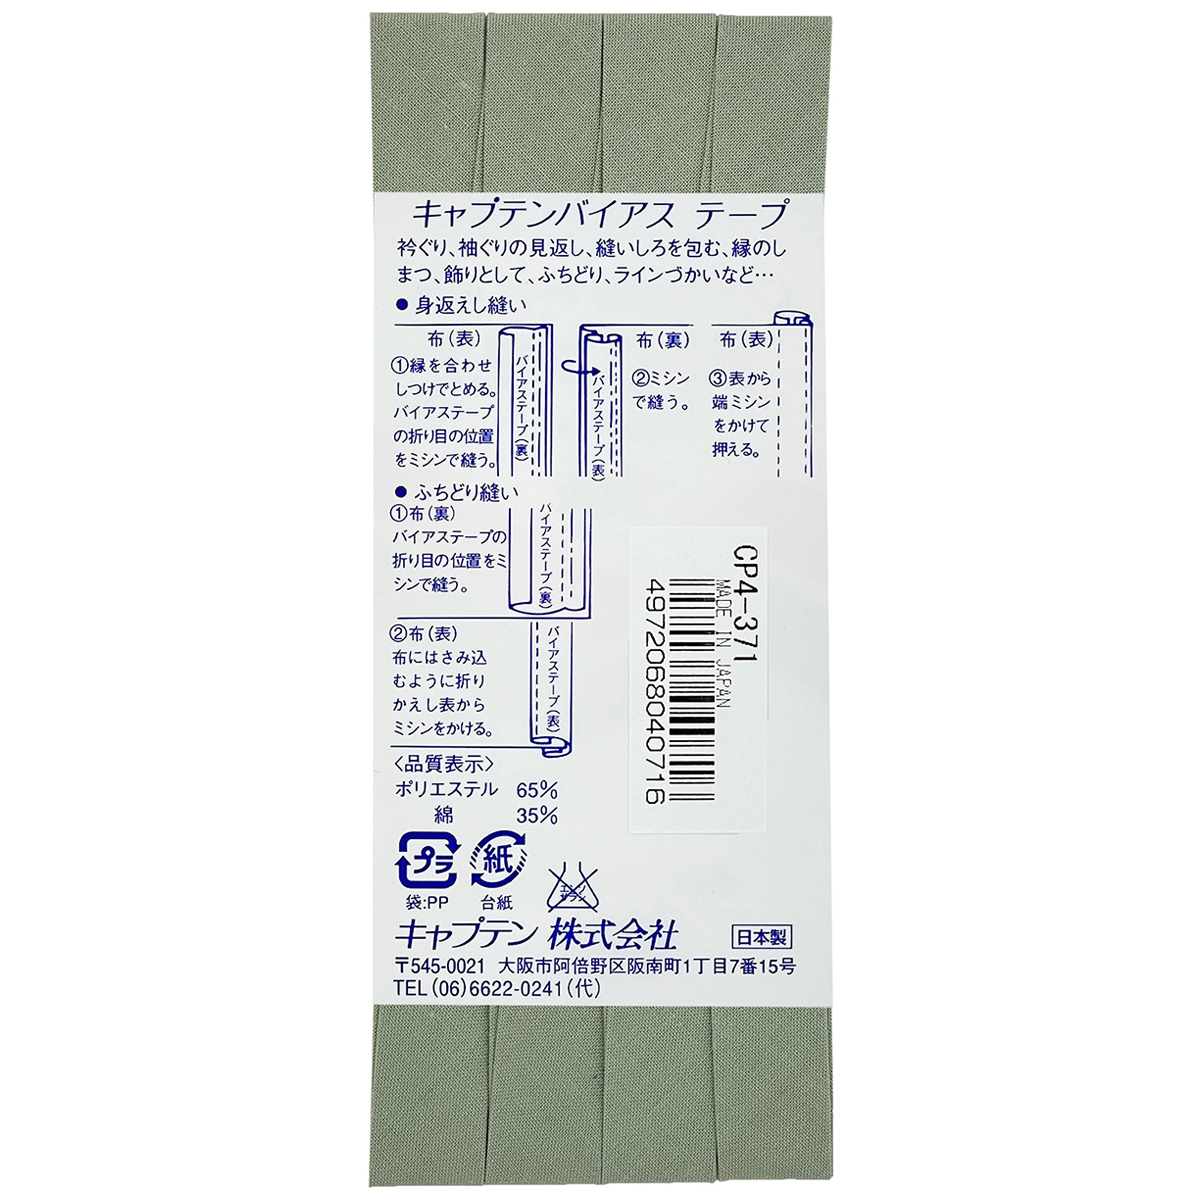 キャプテンバイアス テープ
衿ぐり、袖ぐりの見返し、縫いしろを包む、縁のし
まつ、飾りとして、ふちどり、ラインづかいなど…
● 身返えし縫い
布(表)
①縁を合わせ
しつけでとめる。
バイアステープ
の折り目の位置
をミシンで縫う。
バイアステープ(裏)
布(裏)
②ミシン
で縫う。
バイアステープ(表)
布(表)
③表から
端ミシン
をかけて
押える。
● ふちどり縫い
①布(裏)
バイアステープの
折り目の位置をミ
シンで縫う。
バイアステープ(裏)
②布(表)
布にはさみ込
むように折り
かえし表から
ミシンをかける。
バイアステープ(表)
CP4-371
MADE IN JAPAN
4972068040716
〈品質表示〉
ポリエステル 65%
綿 35%
プラ
袋:PP
紙
台紙
エンソ
サラシ
キャプテン 株式会社
日本製
〒545-0021 大阪市阿倍野区阪南町1丁目7番15号
TEL(06)6622-0241(代)